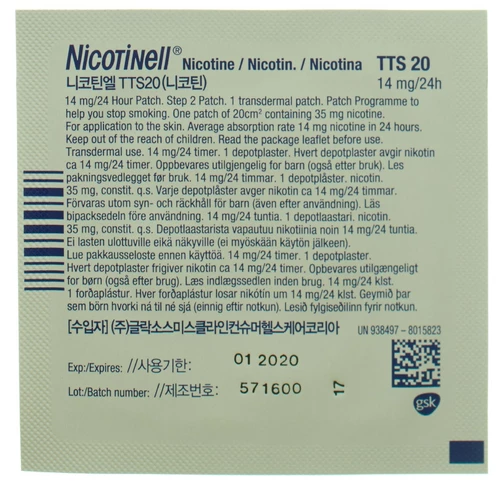 Nicotinell® Nicotine / Nicotin. / Nicotina TTS 20
니코틴엘 TTS20(니코틴) 14 mg/24h
14 mg/24 Hour Patch. Step 2 Patch. 1 transdermal patch. Patch Programme to
help you stop smoking. One patch of 20cm² containing 35 mg nicotine.
For application to the skin. Average absorption rate 14 mg nicotine in 24 hours.
Keep out of the reach of children. Read the package leaflet before use.
Transdermal use. 14 mg/24 timer. 1 depotplaster. Hvert depotplaster avgir nikotin
ca 14 mg/24 timer. Oppbevares utilgjengelig for barn (også etter bruk). Les
pakningsvedlegget før bruk. 14 mg/24 timmar. 1 depotplåster. nicotin.
35 mg, constit. q.s. Varje depotplåster avger nikotin ca 14 mg/24 timmar.
Förvaras utom syn- och räckhåll för barn (även efter användning). Läs
bipacksedeln före användning. 14 mg/24 tuntia. 1 depotlaastari. nicotin.
35 mg, constit. q.s. Depotlaastarista vapautuu nikotiinia noin 14 mg/24 tuntia.
Ei lasten ulottuville eikä näkyville (ei myöskään käytön jälkeen).
Lue pakkausseloste ennen käyttöä. 14 mg/24 timer. 1 depotplaster.
Hvert depotplaster frigiver nikotin ca 14 mg/24 timer. Opbevares utilgængeligt
for børn (også efter brug). Læs indlægssedlen inden brug. 14 mg/24 klst.
1 forðaplástur. Hver forðaplástur losar nikótín um 14 mg/24 klst. Geymið þar
sem börn hvorki ná til né sjá (einnig eftir notkun). Lesið fylgiseðilinn fyrir notkun.
[수입자] (주)글락소스미스클라인컨슈머헬스케어코리아 UN 938497 - 8015823
Exp:/Expires: //사용기한: 01 2020
Lot:/Batch number: //제조번호: 571600 17
gsk